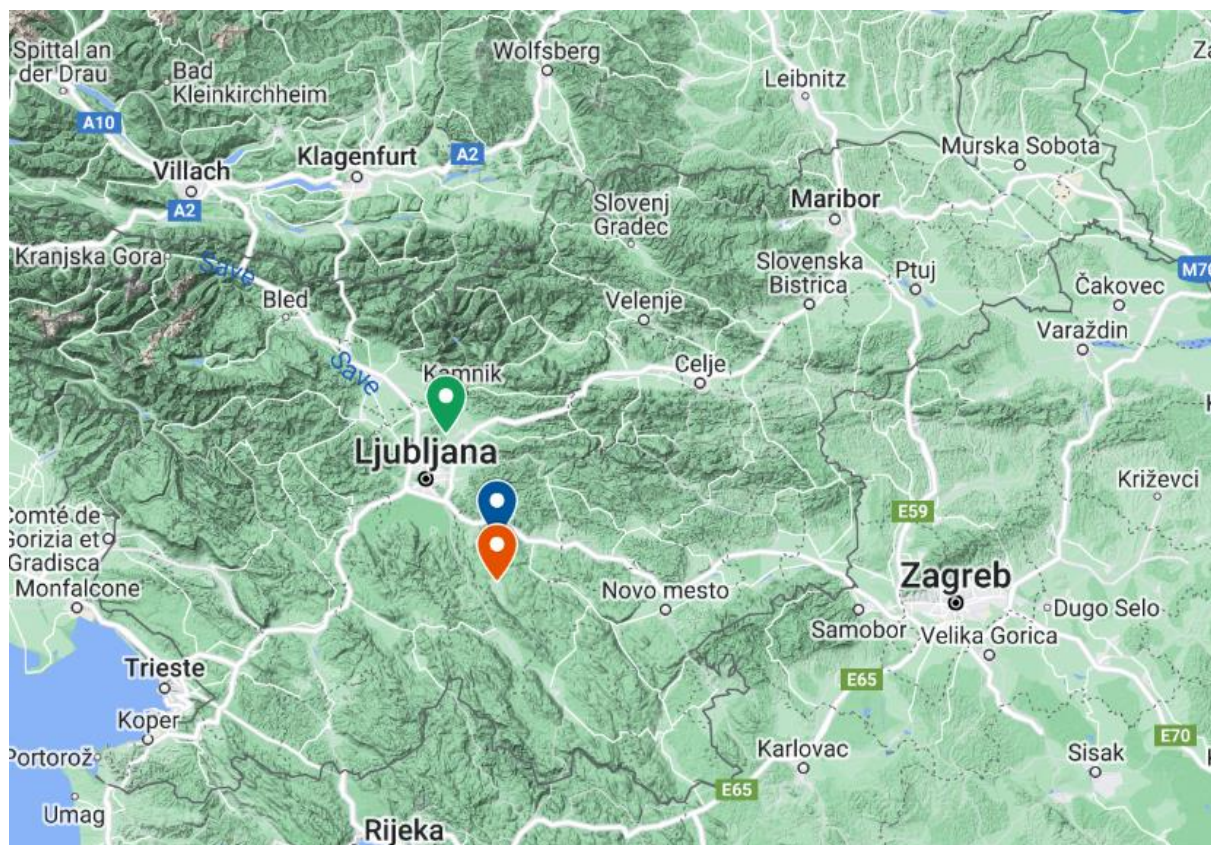 Spittal an
der Drau
Bad
Kleinkirchheim
Wolfsberg
Leibnitz
Za
A10
Klagenfurt
A2
Murska Sobota
Villach
A2
Slovenj
Gradec
Maribor
Kranjska Gora
Save
Slovenska
Bistrica
Ptuj
M70
Bled
Velenje
Čakovec
Varaždin
Save
Kamnik
Celje
Ljubljana
Križevci
E59
Comté de
Gorizia et
Gradisca
Monfalcone
Novo mesto
Zagreb
Dugo Selo
Samobor
Velika Gorica
Trieste
E65
Koper
Portorož
Karlovac
E70
Sisak
E65
Umag
Rijeka